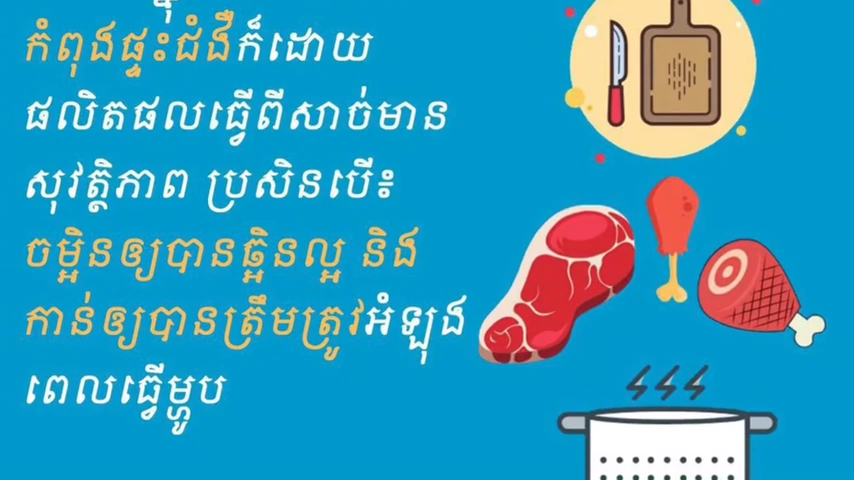 កំពុងផ្ទុះជំងឺក៏ដោយ
ផលិតផលធ្វើពីសាច់មាន
សុវត្ថិភាព ប្រសិនបើ៖
ចម្អិនឲ្យបានឆ្អិនល្អ និង
កាន់ឲ្យបានត្រឹមត្រូវអំឡុង
ពេលធ្វើម្ហូប